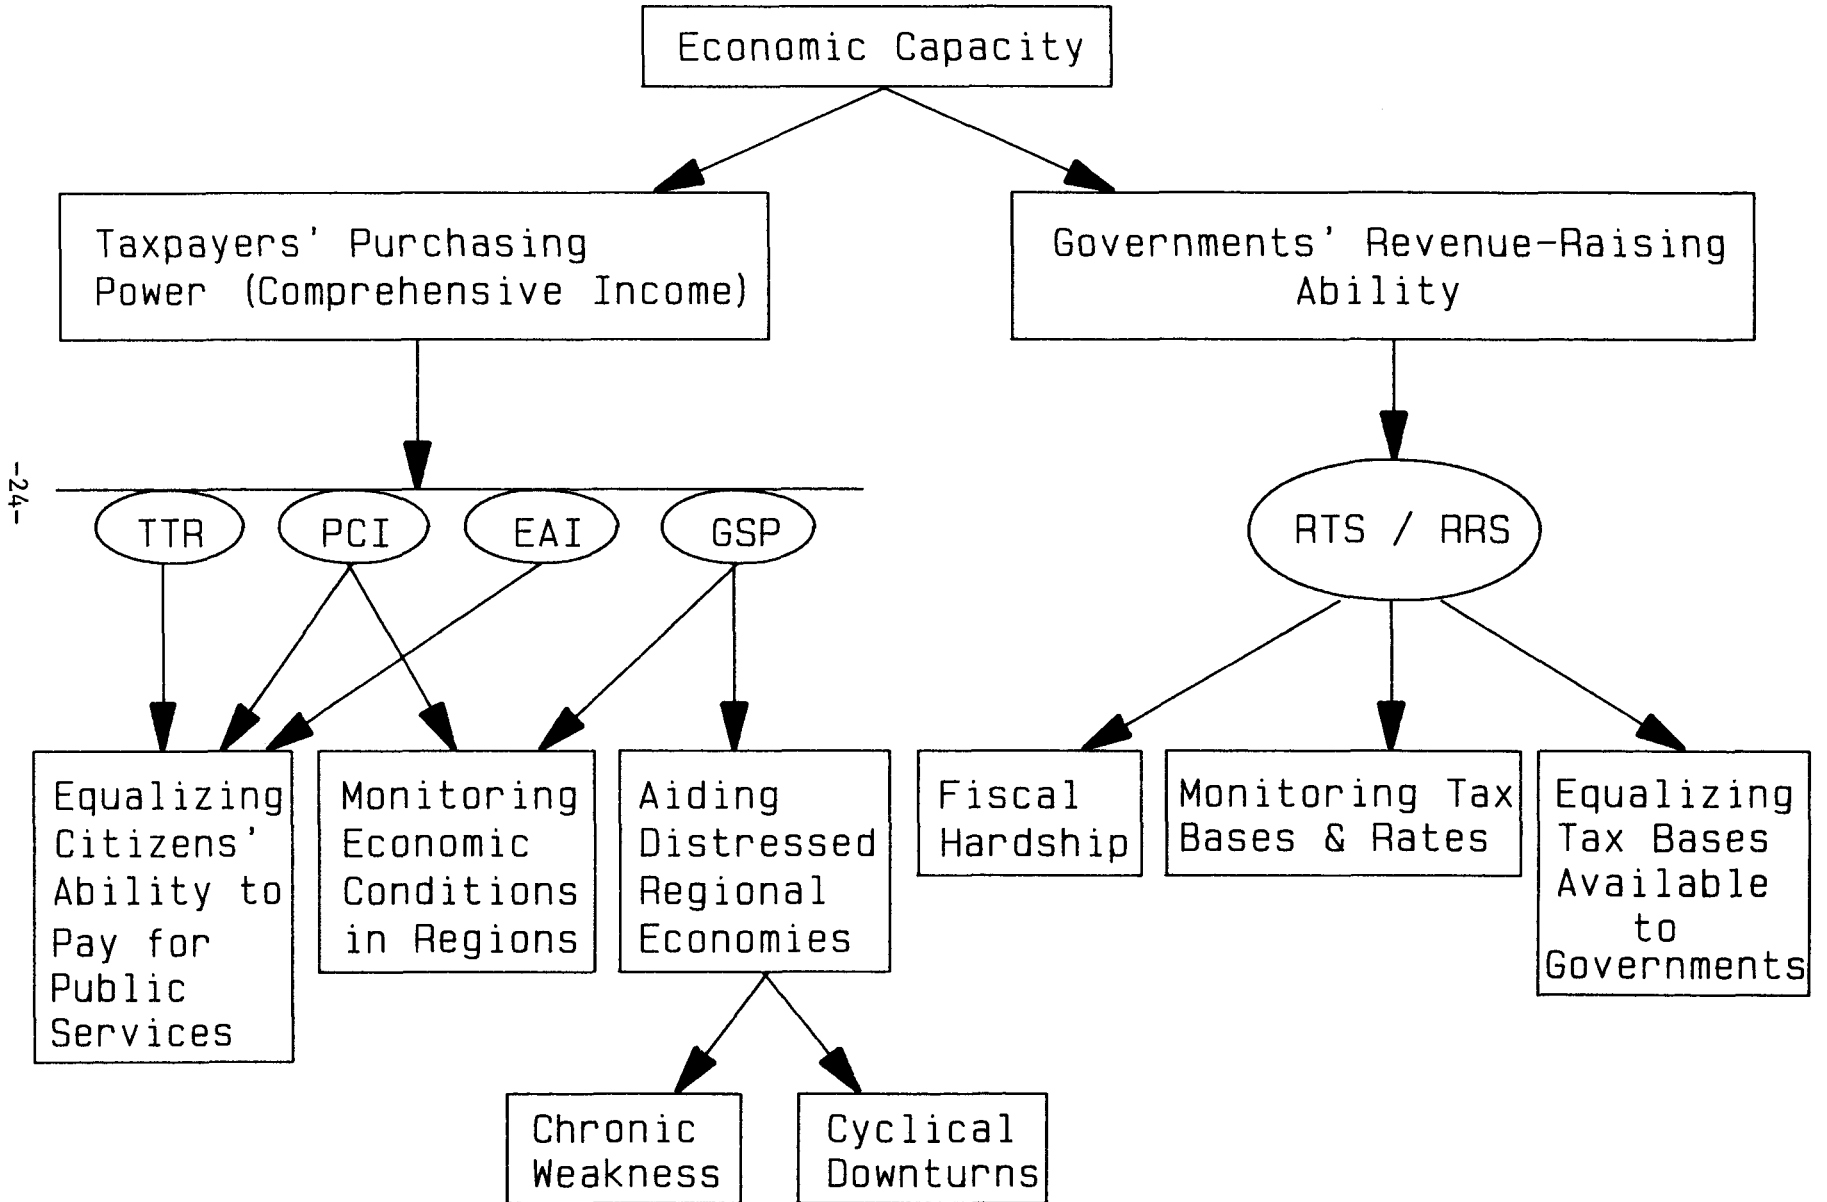 Economic Capacity
Taxpayers' Purchasing
Power (Comprehensive Income)
Governments' Revenue-Raising
Ability
-24-
TTR
PCI
EAI
GSP
RTS / RRS
Equalizing
Citizens'
Ability to
Pay for
Public
Services
Monitoring
Economic
Conditions
in Regions
Aiding
Distressed
Regional
Economies
Fiscal
Hardship
Monitoring Tax
Bases & Rates
Equalizing
Tax Bases
Available
to
Governments
Chronic
Weakness
Cyclical
Downturns